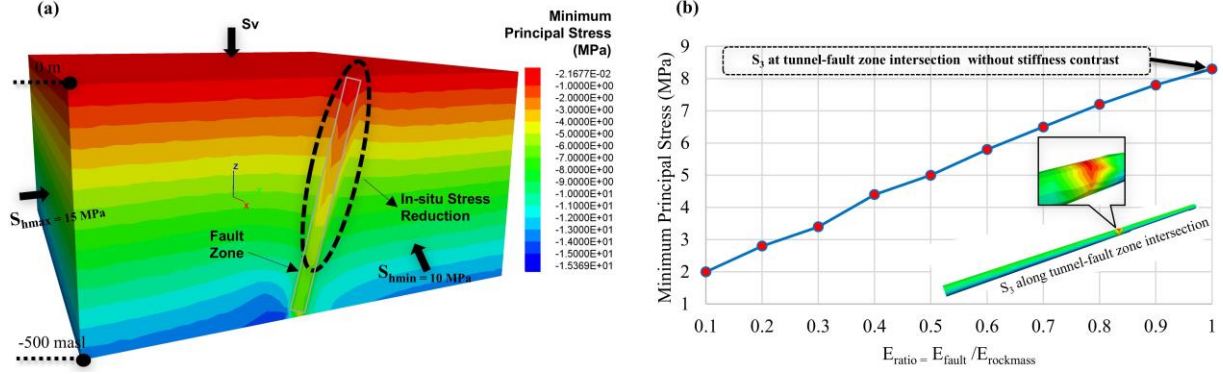 (a)
Sv
0 m
Minimum
Principal Stress
(MPa)
-2.1677E-02
-1.0000E+00
-2.0000E+00
-3.0000E+00
-4.0000E+00
-5.0000E+00
-6.0000E+00
-7.0000E+00
-8.0000E+00
-9.0000E+00
-1.0000E+01
-1.1000E+01
-1.2000E+01
-1.3000E+01
-1.4000E+01
-1.5000E+01
-1.5369E+01
z
x
In-situ Stress
Reduction
Shmax = 15 MPa
Fault
Zone
Shmin = 10 MPa
-500 masl
(b)
Minimum Principal Stress (MPa)
9
8
7
6
5
4
3
2
1
S3 at tunnel-fault zone intersection without stiffness contrast
S3 along tunnel-fault zone intersection
0.1 0.2 0.3 0.4 0.5 0.6 0.7 0.8 0.9 1
Eratio = Efault /Erockmass